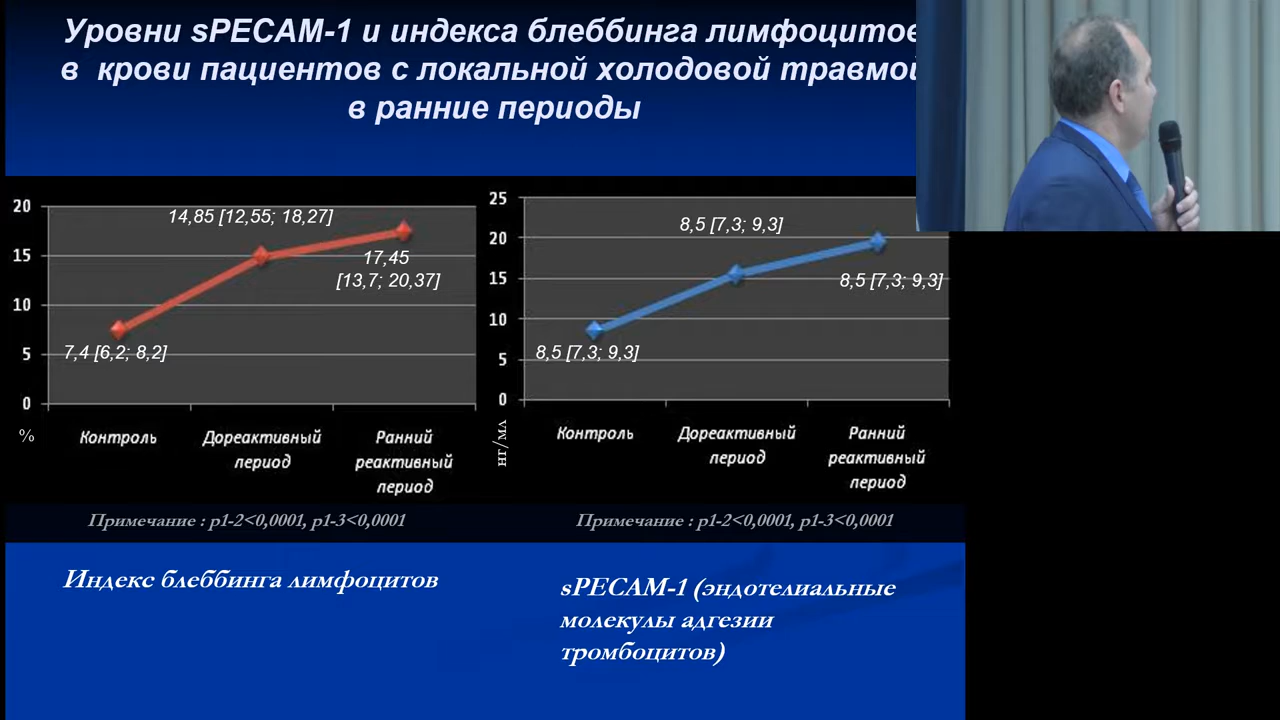 Уровни sPECAM-1 и индекса блеббинга лимфоцитов
в крови пациентов с локальной холодовой травмой
в ранние периоды
20
15
10
5
0
%
14,85 [12,55; 18,27]
17,45
[13,7; 20,37]
7,4 [6,2; 8,2]
Контроль
Дореактивный
период
Ранний
реактивный
период
Примечание : p1-2<0,0001, p1-3<0,0001
Индекс блеббинга лимфоцитов
25
20
15
10
5
0
нг/мл
8,5 [7,3; 9,3]
8,5 [7,3; 9,3]
8,5 [7,3; 9,3]
Контроль
Дореактивный
период
Ранний
реактивный
период
Примечание : p1-2<0,0001, p1-3<0,0001
sPECAM-1 (эндотелиальные
молекулы адгезии
тромбоцитов)